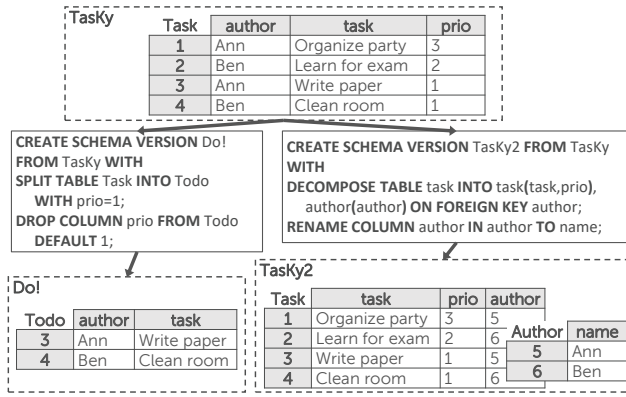 TasKy
Task author task prio
1 Ann Organize party 3
2 Ben Learn for exam 2
3 Ann Write paper 1
4 Ben Clean room 1
CREATE SCHEMA VERSION Do!
FROM TasKy WITH
SPLIT TABLE Task INTO Todo
WITH prio=1;
DROP COLUMN prio FROM Todo
DEFAULT 1;
CREATE SCHEMA VERSION TasKy2 FROM TasKy
WITH
DECOMPOSE TABLE task INTO task(task,prio),
author(author) ON FOREIGN KEY author;
RENAME COLUMN author IN author TO name;
Do!
Todo author task
3 Ann Write paper
4 Ben Clean room
TasKy2
Task task prio author
1 Organize party 3 5
2 Learn for exam 2 6
3 Write paper 1 5
4 Clean room 1 6
Author name
5 Ann
6 Ben